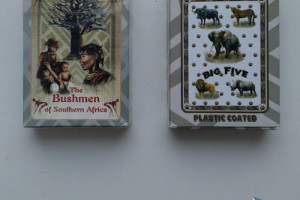 The
Bushmen
of Southern Africa
BIG FIVE
PLASTIC COATED